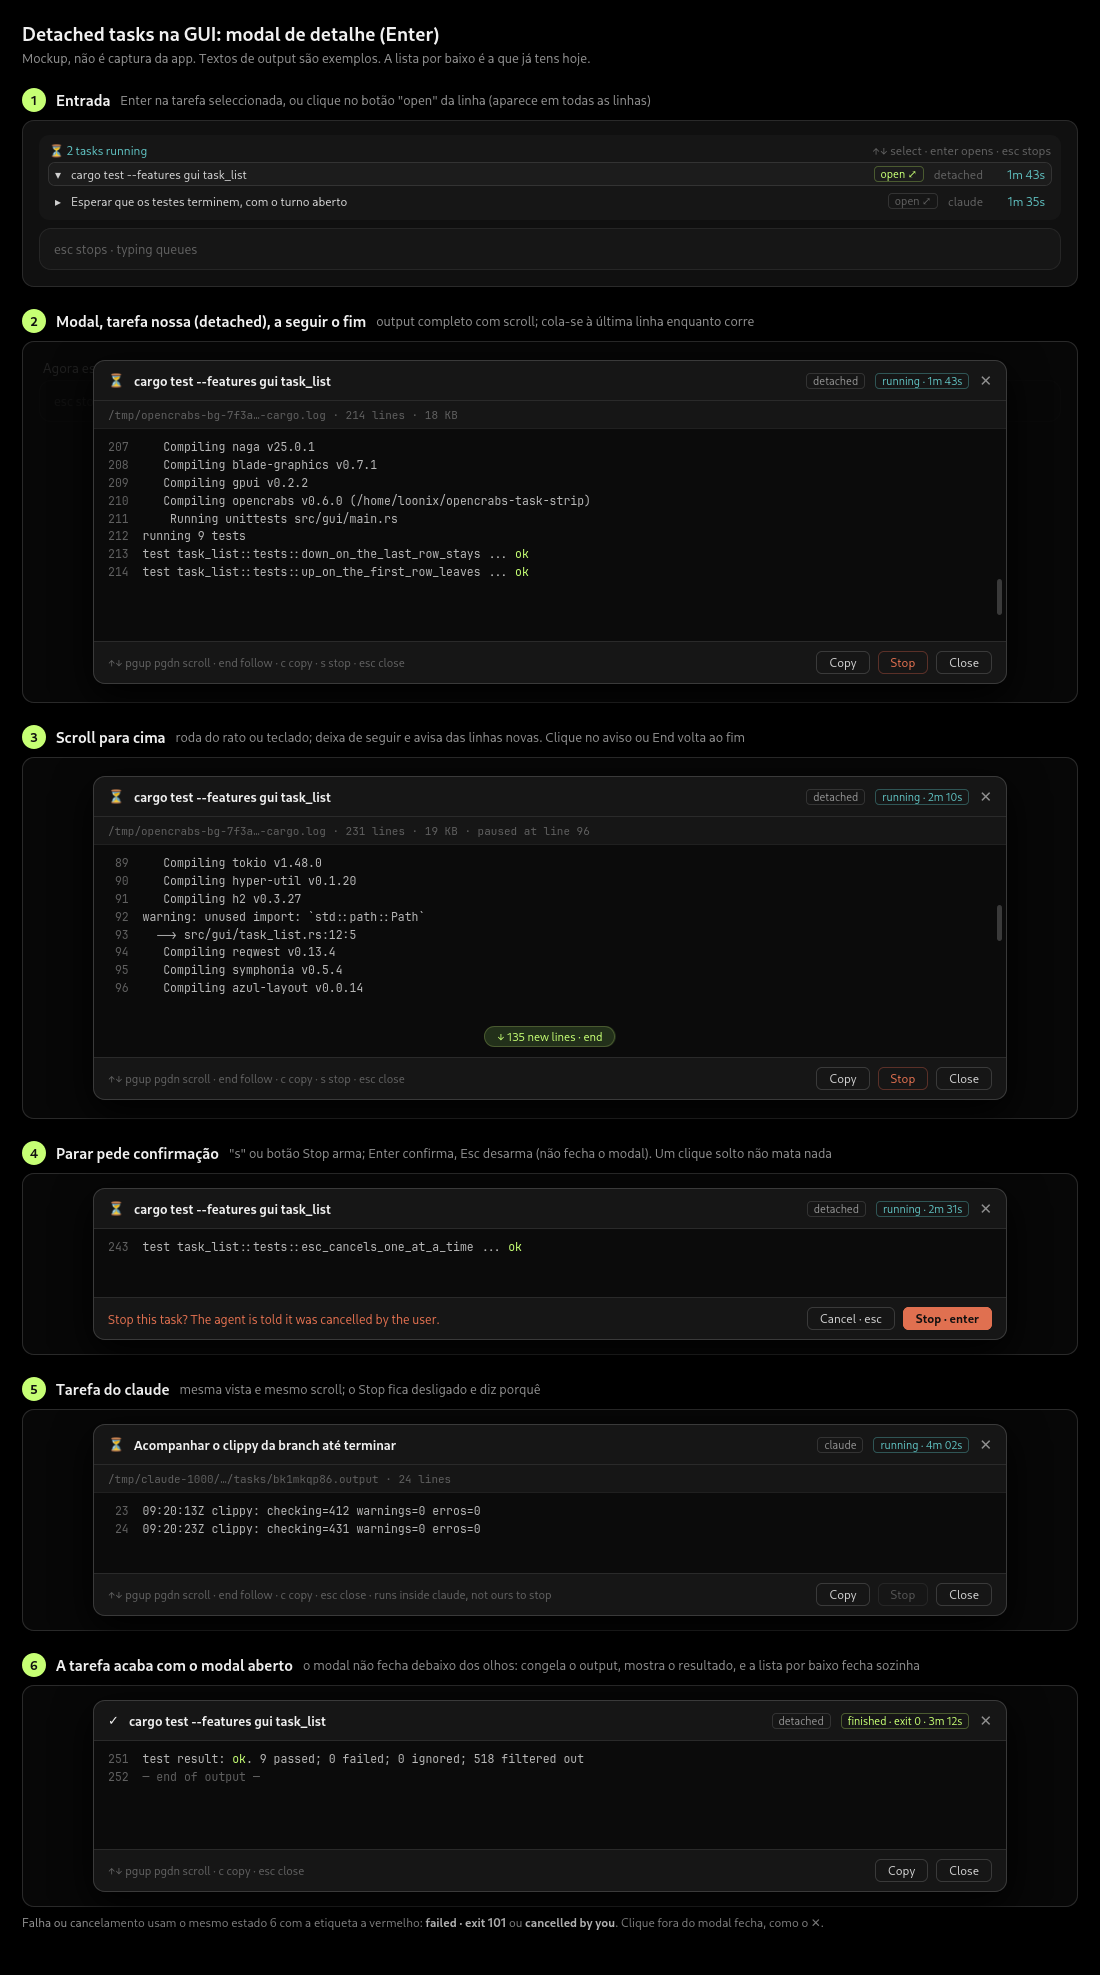 Detached tasks na GUI: modal de detalhe (Enter)
Mockup, não é captura da app. Textos de output são exemplos. A lista por baixo é a que já tens hoje.
1 Entrada Enter na tarefa seleccionada, ou clique no botão "open" da linha (aparece em todas as linhas)
⏳ 2 tasks running ↑↓ select · enter opens · esc stops
▾ cargo test --features gui task_list open ⤢ detached 1m 43s
▸ Esperar que os testes terminem, com o turno aberto open ⤢ claude 1m 35s
esc stops · typing queues
2 Modal, tarefa nossa (detached), a seguir o fim output completo com scroll; cola-se à última linha enquanto corre
Agora es
⏳ cargo test --features gui task_list detached running · 1m 43s ✕
/tmp/opencrabs-bg-7f3a…-cargo.log · 214 lines · 18 KB
207 Compiling naga v25.0.1
208 Compiling blade-graphics v0.7.1
209 Compiling gpui v0.2.2
210 Compiling opencrabs v0.6.0 (/home/loonix/opencrabs-task-strip)
211 Running unittests src/gui/main.rs
212 running 9 tests
213 test task_list::tests::down_on_the_last_row_stays ... ok
214 test task_list::tests::up_on_the_first_row_leaves ... ok
↑↓ pgup pgdn scroll · end follow · c copy · s stop · esc close Copy Stop Close
3 Scroll para cima roda do rato ou teclado; deixa de seguir e avisa das linhas novas. Clique no aviso ou End volta ao fim
⏳ cargo test --features gui task_list detached running · 2m 10s ✕
/tmp/opencrabs-bg-7f3a…-cargo.log · 231 lines · 19 KB · paused at line 96
89 Compiling tokio v1.48.0
90 Compiling hyper-util v0.1.20
91 Compiling h2 v0.3.27
92 warning: unused import: `std::path::Path`
93 --> src/gui/task_list.rs:12:5
94 Compiling reqwest v0.13.4
95 Compiling symphonia v0.5.4
96 Compiling azul-layout v0.0.14
↓ 135 new lines · end
↑↓ pgup pgdn scroll · end follow · c copy · s stop · esc close Copy Stop Close
4 Parar pede confirmação "s" ou botão Stop arma; Enter confirma, Esc desarma (não fecha o modal). Um clique solto não mata nada
⏳ cargo test --features gui task_list detached running · 2m 31s ✕
243 test task_list::tests::esc_cancels_one_at_a_time ... ok
Stop this task? The agent is told it was cancelled by the user. Cancel · esc Stop · enter
5 Tarefa do claude mesma vista e mesmo scroll; o Stop fica desligado e diz porquê
⏳ Acompanhar o clippy da branch até terminar claude running · 4m 02s ✕
/tmp/claude-1000/…/tasks/bk1mkqp86.output · 24 lines
23 09:20:13Z clippy: checking=412 warnings=0 erros=0
24 09:20:23Z clippy: checking=431 warnings=0 erros=0
↑↓ pgup pgdn scroll · end follow · c copy · esc close · runs inside claude, not ours to stop Copy Stop Close
6 A tarefa acaba com o modal aberto o modal não fecha debaixo dos olhos: congela o output, mostra o resultado, e a lista por baixo fecha sozinha
✓ cargo test --features gui task_list detached finished · exit 0 · 3m 12s ✕
251 test result: ok. 9 passed; 0 failed; 0 ignored; 518 filtered out
252 — end of output —
↑↓ pgup pgdn scroll · c copy · esc close Copy Close
Falha ou cancelamento usam o mesmo estado 6 com a etiqueta a vermelho: failed · exit 101 ou cancelled by you. Clique fora do modal fecha, como o ✕.